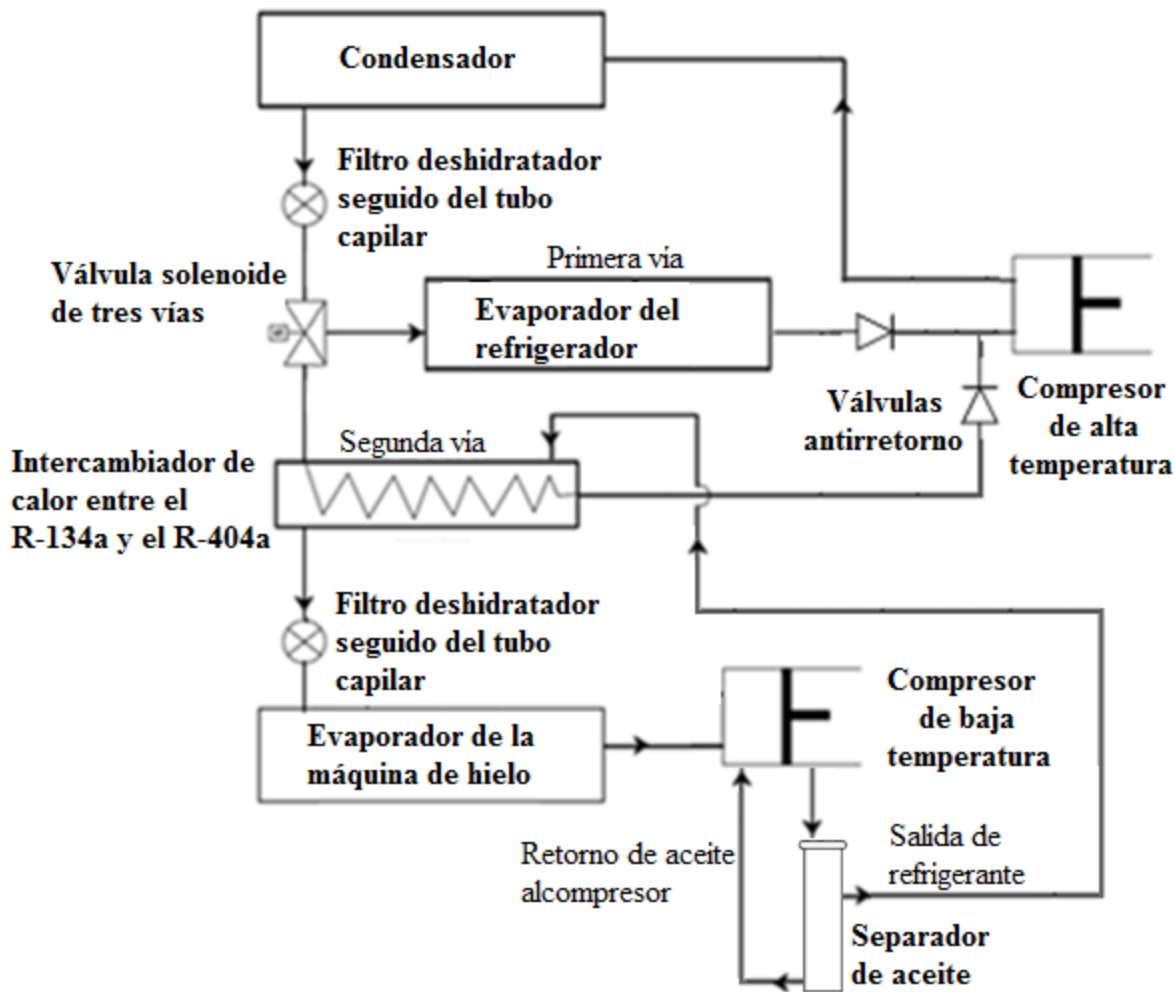 Condensador
Filtro deshidratador
seguido del tubo
capilar
Válvula solenoide
de tres vías
Primera vía
Evaporador del
refrigerador
Válvulas
antirretorno
Compresor
de alta
temperatura
Segunda vía
Intercambiador de
calor entre el
R-134a y el R-404a
Filtro deshidratador
seguido del tubo
capilar
Evaporador de la
máquina de hielo
Compresor
de baja
temperatura
Retorno de aceite
alcompresor
Salida de
refrigerante
Separador
de aceite